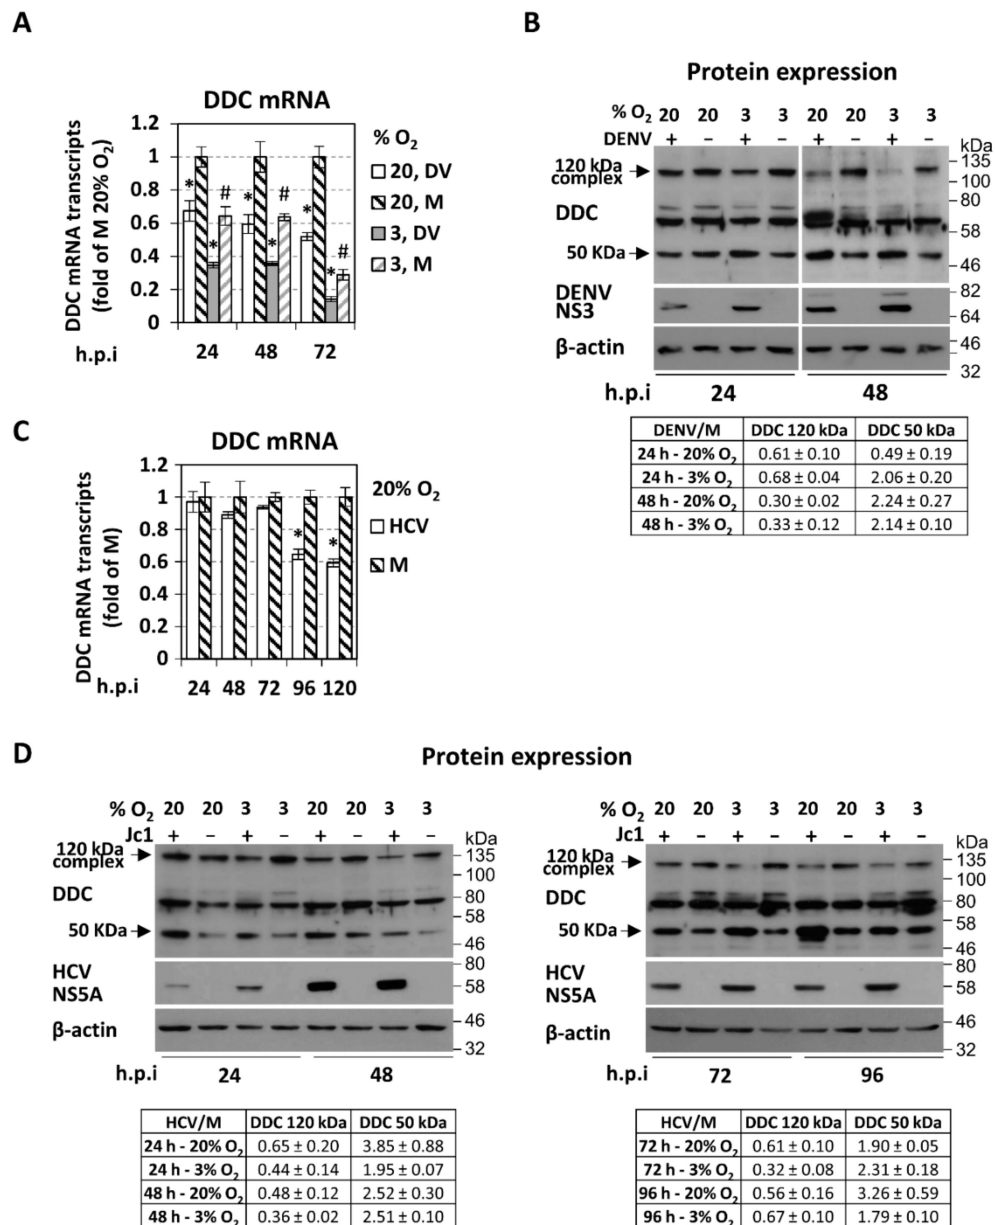 A
DDC mRNA
DDC mRNA transcripts
(fold of M 20% O2)
1.2
1
0.8
0.6
0.4
0.2
0
* * # * * # * * #
% O2
20, DV
20, M
3, DV
3, M
h.p.i 24 48 72
B
Protein expression
% O2 20 20 3 3 20 20 3 3
DENV + – + – + – + –
kDa
120 kDa
complex
DDC
50 KDa
135
100
80
58
46
DENV
NS3
82
64
β-actin
46
32
24 48
h.p.i
DENV/M DDC 120 kDa DDC 50 kDa
24 h - 20% O2 0.61 ± 0.10 0.49 ± 0.19
24 h - 3% O2 0.68 ± 0.04 2.06 ± 0.20
48 h - 20% O2 0.30 ± 0.02 2.24 ± 0.27
48 h - 3% O2 0.33 ± 0.12 2.14 ± 0.10
C
DDC mRNA
DDC mRNA transcripts
(fold of M)
1.2
1
0.8
0.6
0.4
0.2
0
* *
20% O2
HCV
M
h.p.i 24 48 72 96 120
D
Protein expression
% O2 20 20 3 3 20 20 3 3
Jc1 + – + – + – + –
kDa
120 kDa
complex
DDC
50 KDa
135
100
80
58
46
HCV
NS5A
80
58
β-actin
46
32
h.p.i 24 48
HCV/M DDC 120 kDa DDC 50 kDa
24 h - 20% O2 0.65 ± 0.20 3.85 ± 0.88
24 h - 3% O2 0.44 ± 0.14 1.95 ± 0.07
48 h - 20% O2 0.48 ± 0.12 2.52 ± 0.30
48 h - 3% O2 0.36 ± 0.02 2.51 ± 0.10
% O2 20 20 3 3 20 20 3 3
Jc1 + – + – + – + –
kDa
120 kDa
complex
DDC
50 KDa
135
100
80
58
46
HCV
NS5A
80
58
β-actin
46
32
h.p.i 72 96
HCV/M DDC 120 kDa DDC 50 kDa
72 h - 20% O2 0.61 ± 0.10 1.90 ± 0.05
72 h - 3% O2 0.32 ± 0.08 2.31 ± 0.18
96 h - 20% O2 0.56 ± 0.16 3.26 ± 0.59
96 h - 3% O2 0.67 ± 0.10 1.79 ± 0.10